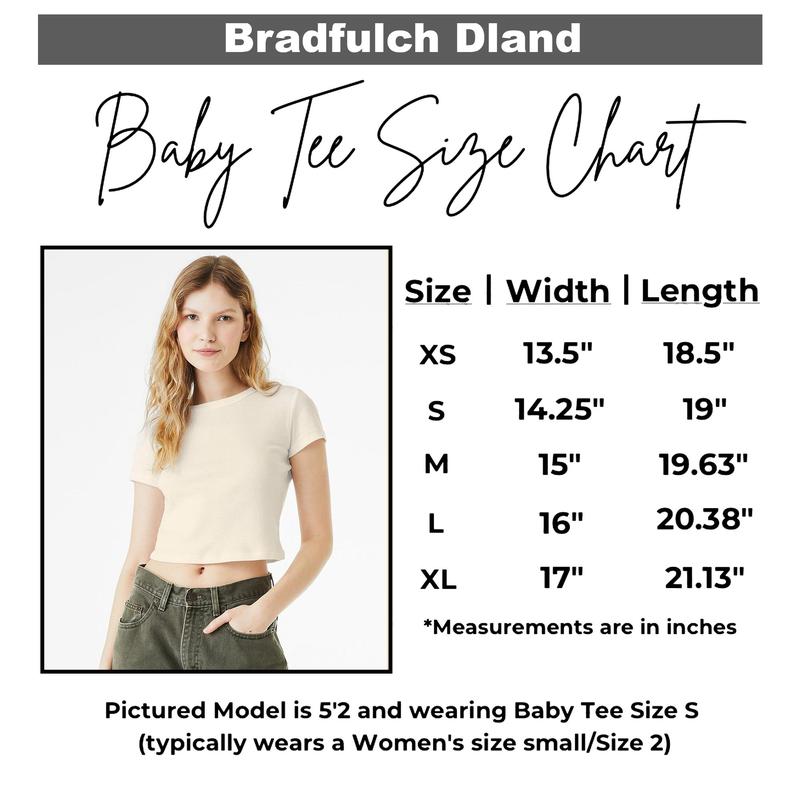 Bradfulch Dland
Baby Tee Size Chart
Size | Width | Length
XS 13.5" 18.5"
S 14.25" 19"
M 15" 19.63"
L 16" 20.38"
XL 17" 21.13"
*Measurements are in inches
Pictured Model is 5'2 and wearing Baby Tee Size S
(typically wears a Women's size small/Size 2)